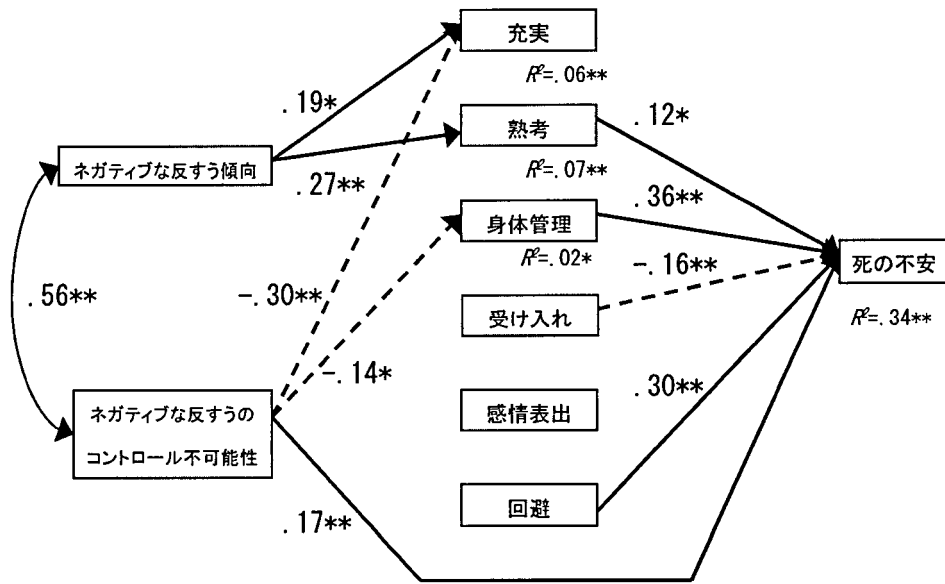 充実
R²=.06**
.19*
熟考
.12*
ネガティブな反すう傾向
.27**
R²=.07**
.36**
身体管理
R²=.02*
-.16**
死の不安
.56**
-.30**
受け入れ
R²=.34**
-.14*
.30**
ネガティブな反すうの
コントロール不可能性
感情表出
回避
.17**